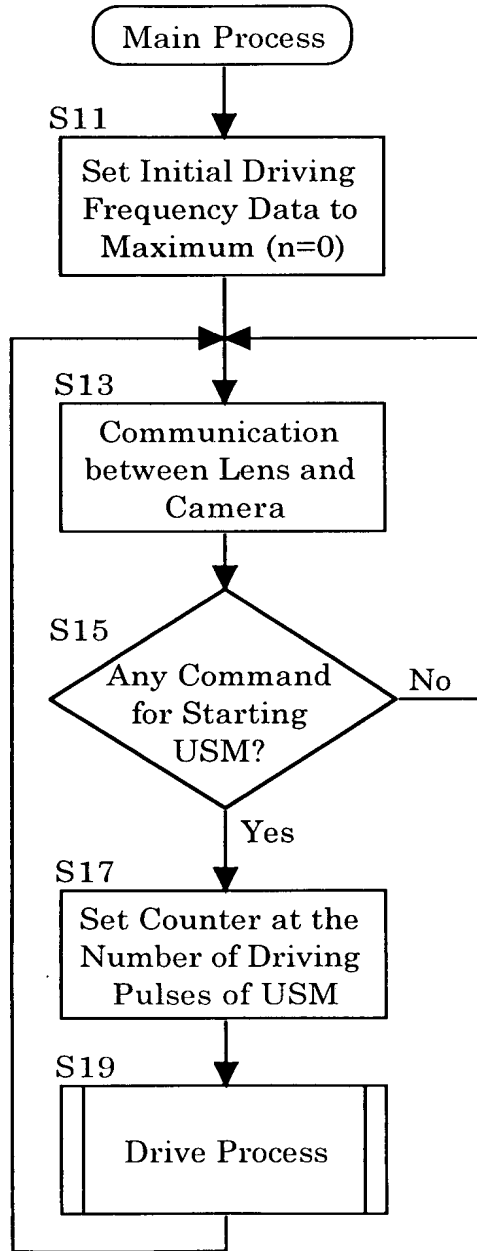 Main Process
S11
Set Initial Driving
Frequency Data to
Maximum (n=0)
S13
Communication
between Lens and
Camera
S15
Any Command
for Starting
USM?
No
Yes
S17
Set Counter at the
Number of Driving
Pulses of USM
S19
Drive Process